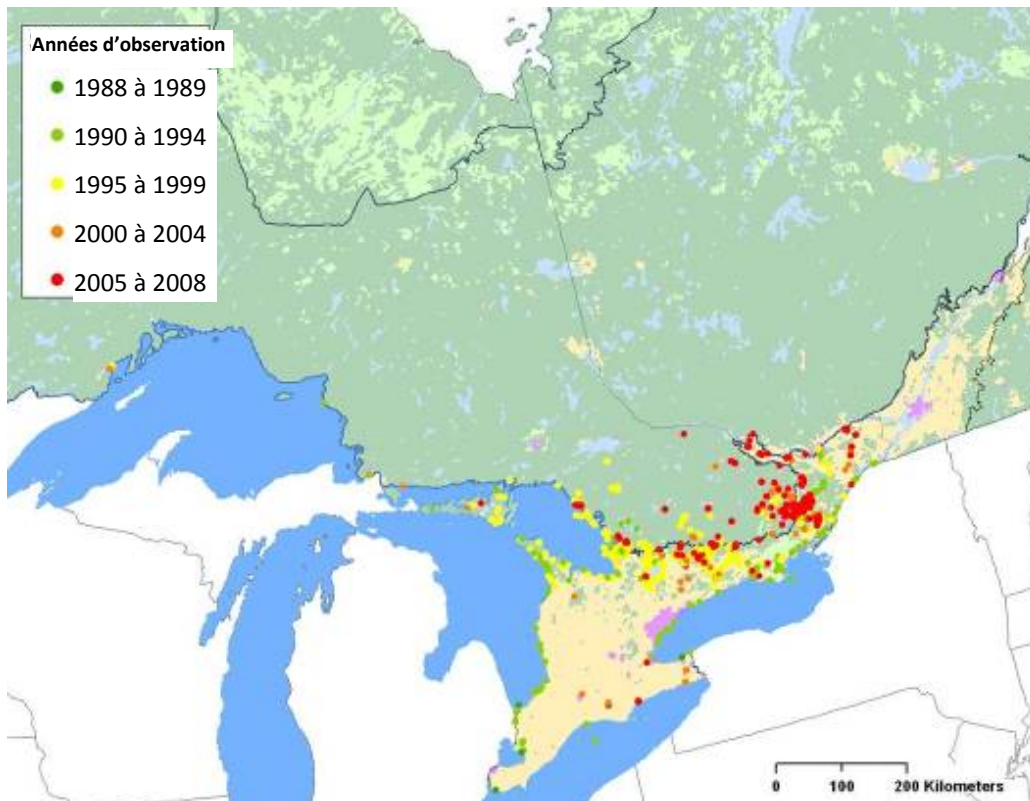 Années d’observation
1988 à 1989
1990 à 1994
1995 à 1999
2000 à 2004
2005 à 2008
0 100 200 Kilometers